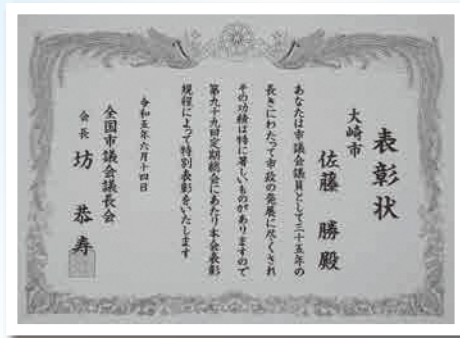 表彰状
大崎市
佐藤 勝 殿
あなたは市議会議員として三十五年の
長きにわたって市政の発展に尽くされ
その功績は特に著しいものがありますので
第九十九回定期総会にあたり本会表彰
規程によって特別表彰をいたします
令和五年六月十四日
全国市議会議長会
会長 坊 恭寿